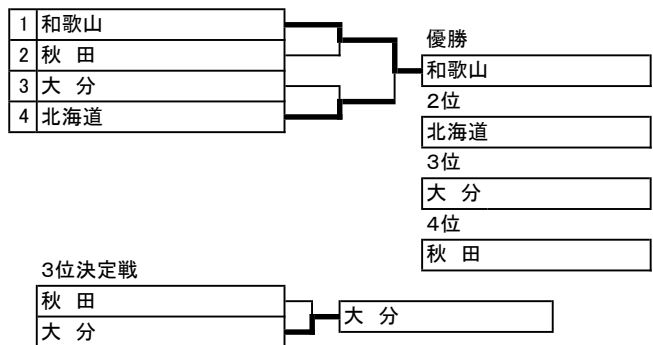 1 和歌山
2 秋 田
3 大 分
4 北海道
優勝
和歌山
2位
北海道
3位
大 分
4位
秋 田
3位決定戦
秋 田
大 分
大 分